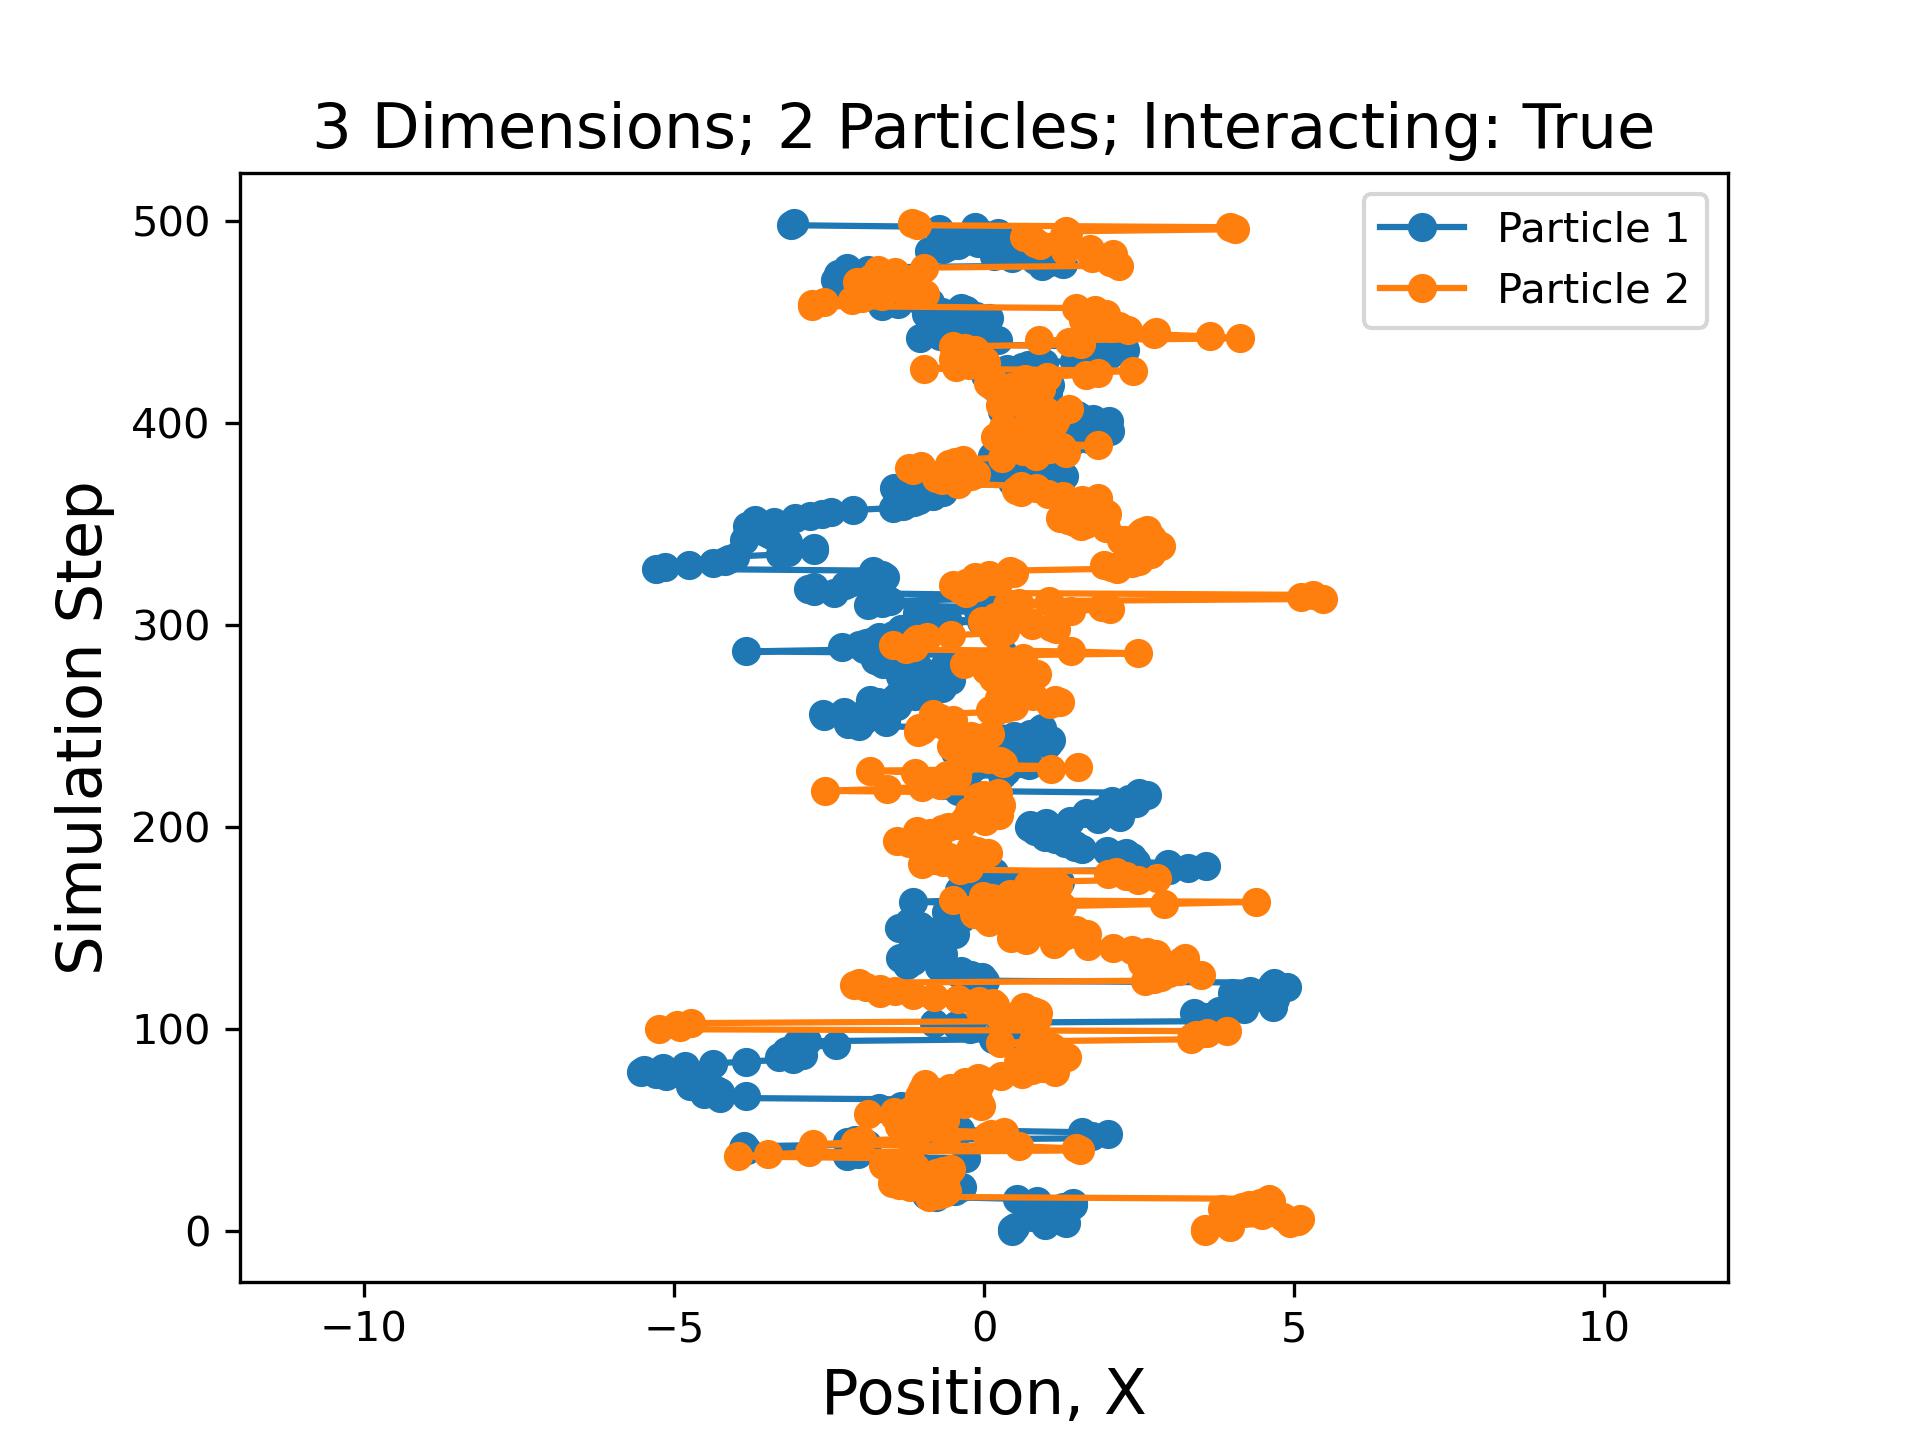 3 Dimensions; 2 Particles; Interacting: True
Particle 1
Particle 2
Simulation Step
500
400
300
200
100
0
−10 −5 0 5 10
Position, X